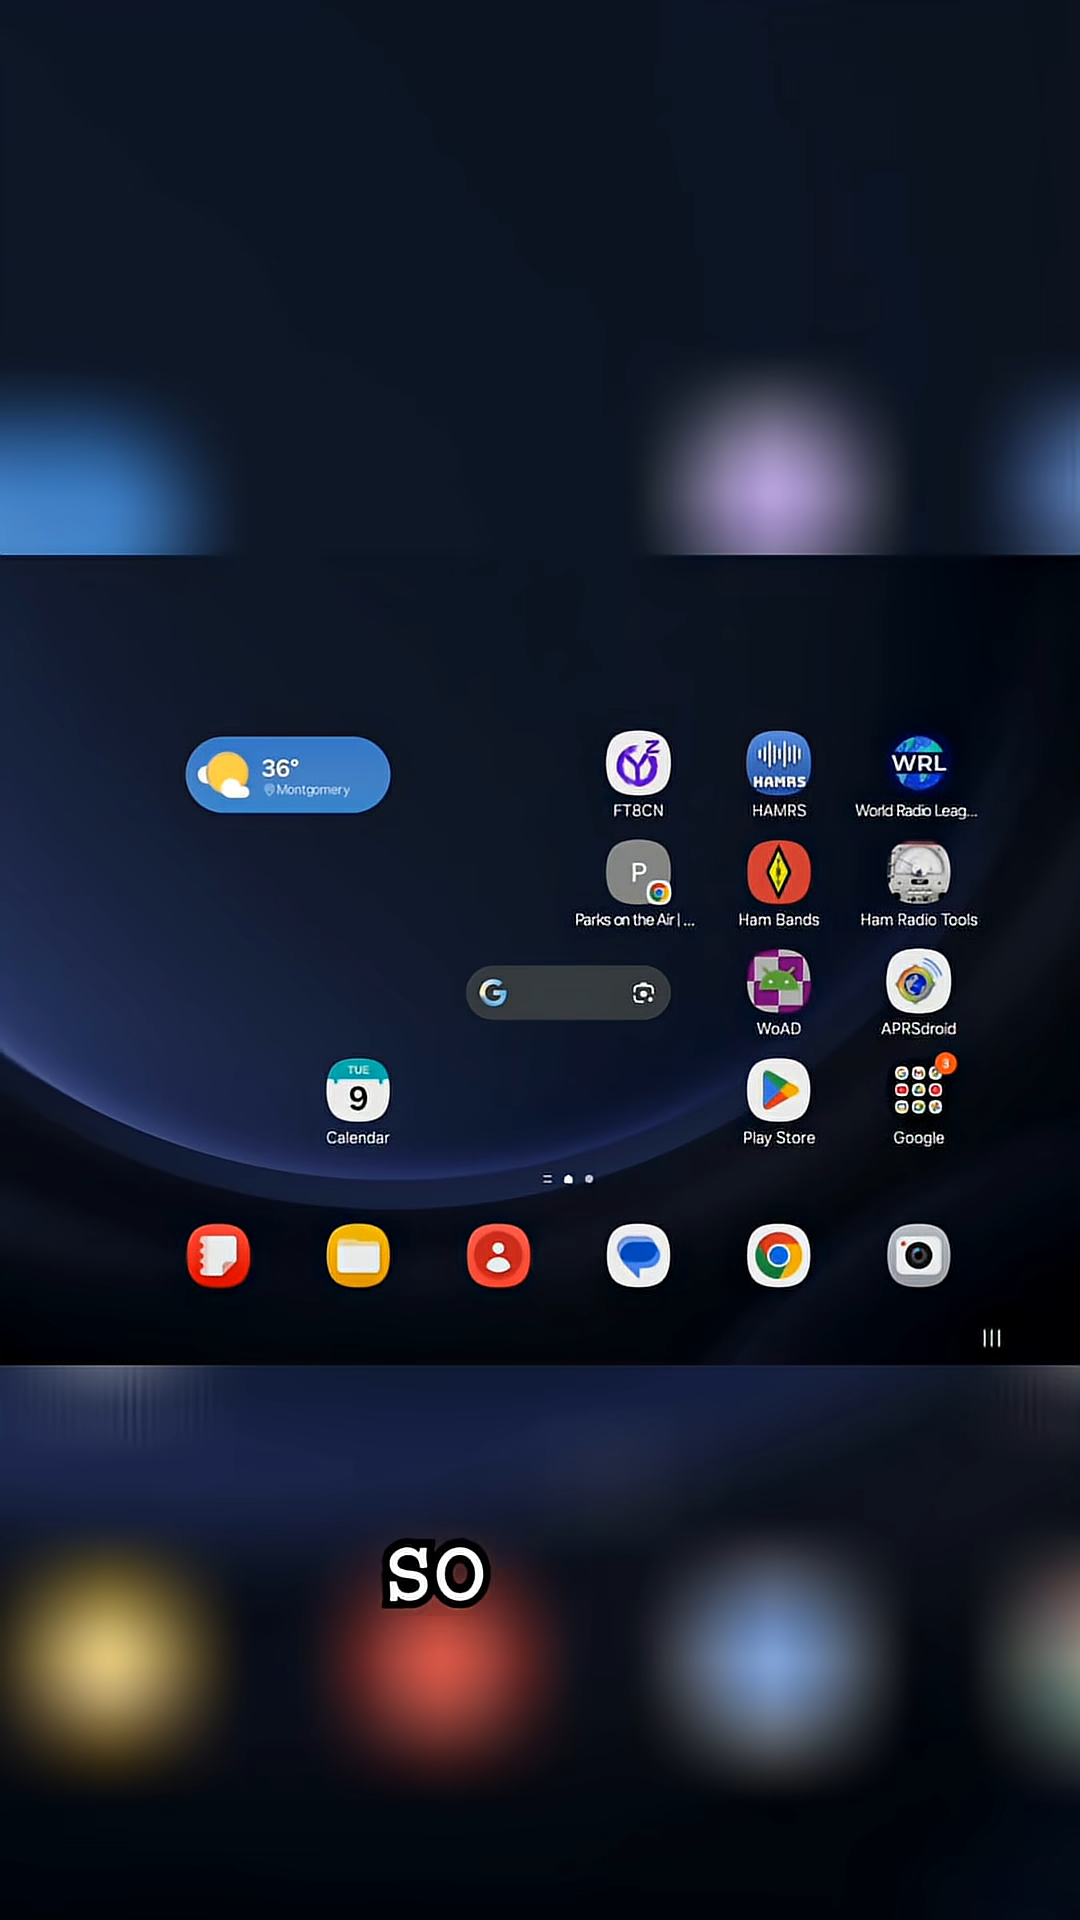 36°
Montgomery
FT8CN
HAMRS
HAMRS
WRL
World Radio Leag...
P
Parks on the Air | ...
Ham Bands
Ham Radio Tools
WoAD
APRSdroid
TUE
9
Calendar
Play Store
3
Google
SO